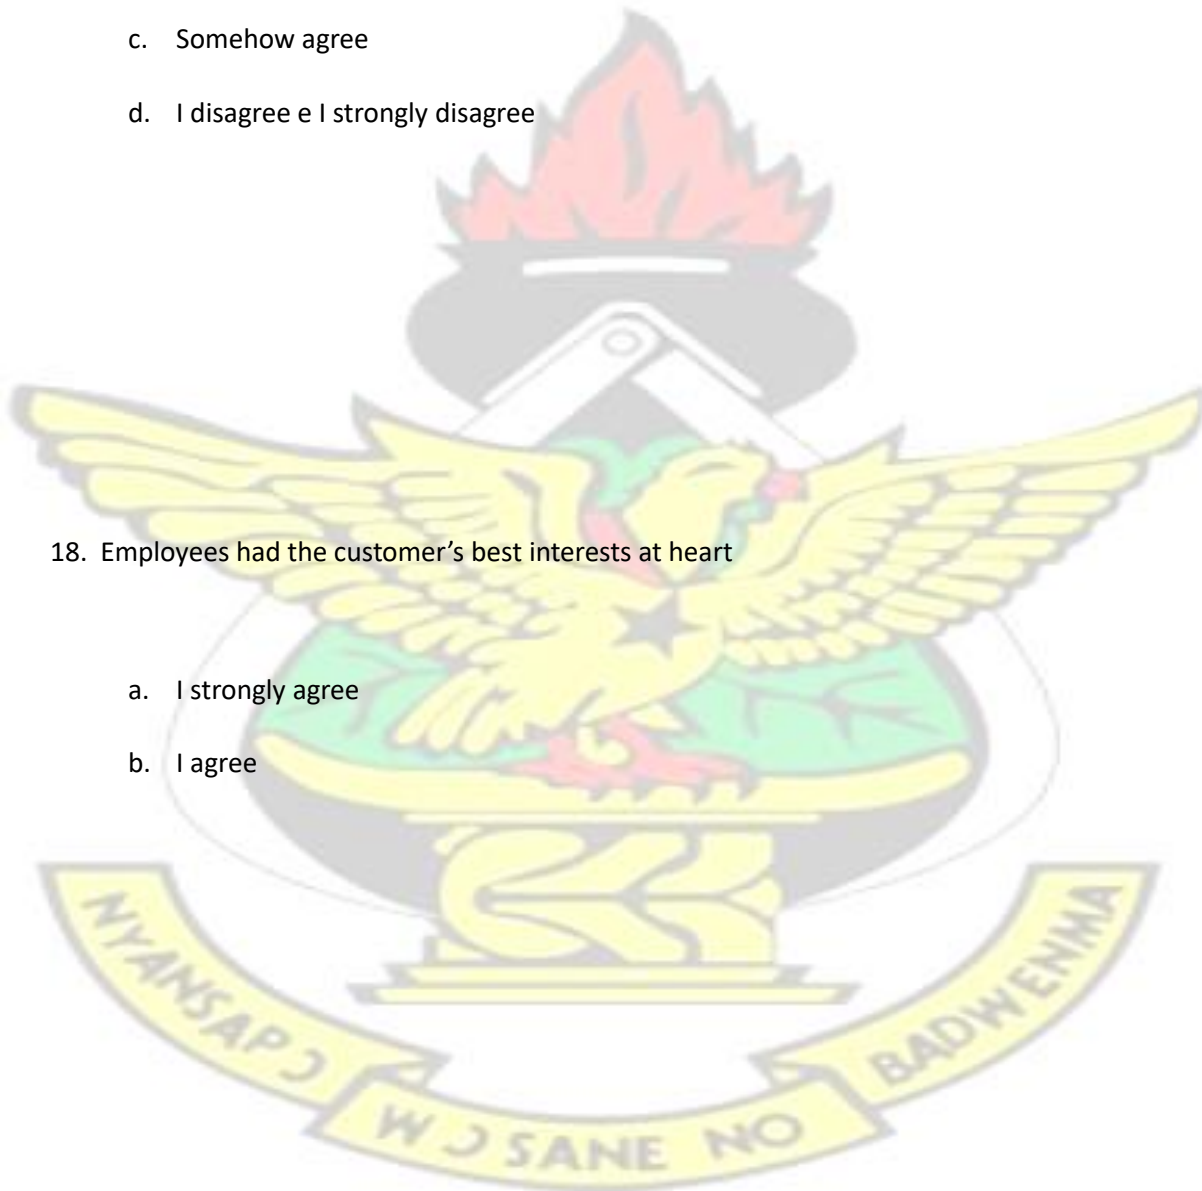 c. Somehow agree
d. I disagree e I strongly disagree
18. Employees had the customer’s best interests at heart
a. I strongly agree
b. I agree
NYANSAPƆ
WƆSANE NO
BADWENMA